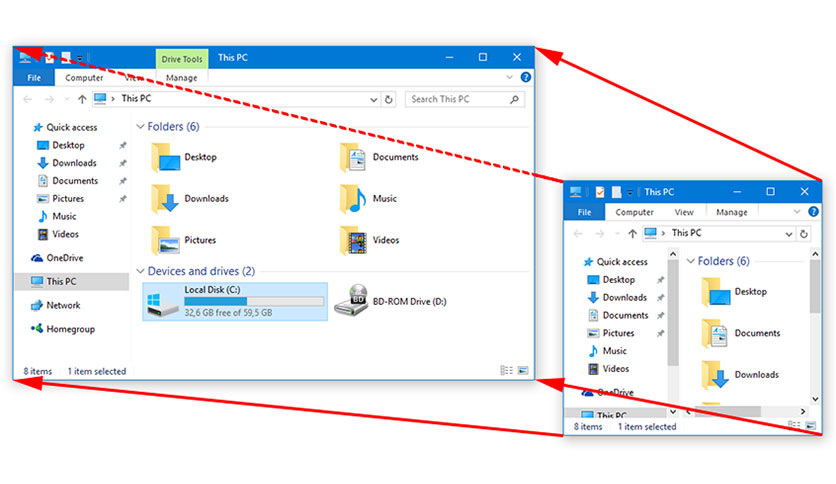 Drive Tools
This PC
File
Computer
View
Manage
This PC
Search This PC
Quick access
Desktop
Downloads
Documents
Pictures
Music
Videos
OneDrive
This PC
Network
Homegroup
Folders (6)
Desktop
Documents
Downloads
Music
Pictures
Videos
Devices and drives (2)
Local Disk (C:)
32,6 GB free of 59,5 GB
BD
BD-ROM Drive (D:)
8 items
1 item selected
This PC
File
Computer
View
Manage
This PC
Quick access
Desktop
Downloads
Documents
Pictures
Music
Videos
OneDrive
This PC
Folders (6)
Desktop
Documents
Downloads
8 items
1 item selected